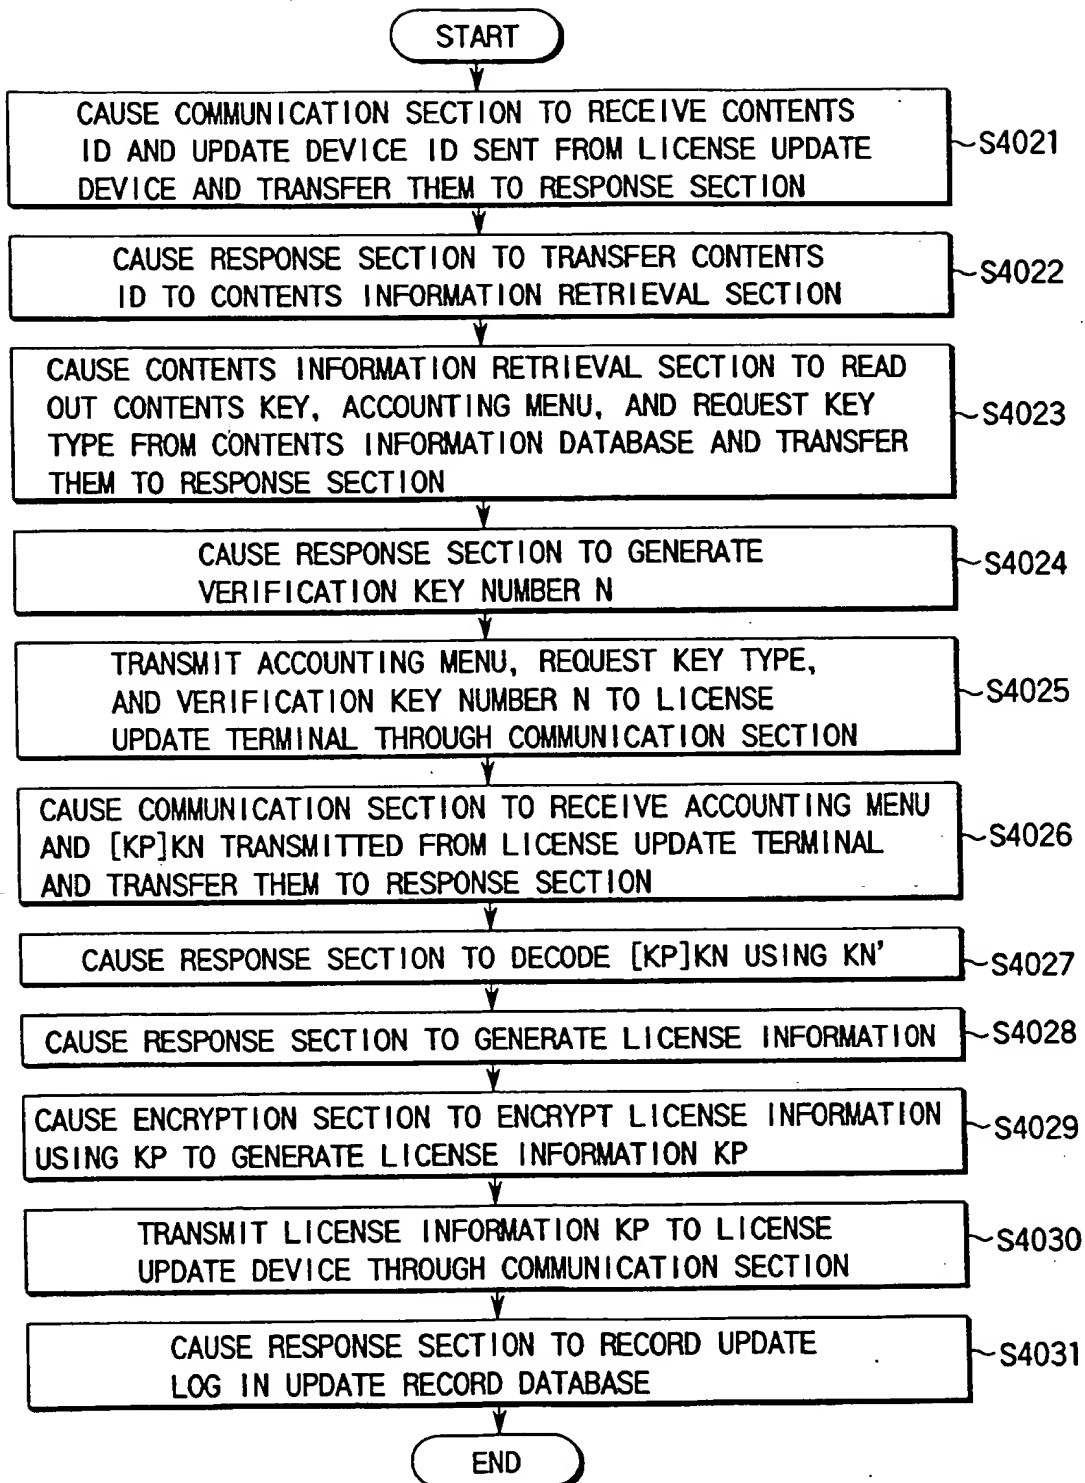 START
CAUSE COMMUNICATION SECTION TO RECEIVE CONTENTS
ID AND UPDATE DEVICE ID SENT FROM LICENSE UPDATE
DEVICE AND TRANSFER THEM TO RESPONSE SECTION
S4021
CAUSE RESPONSE SECTION TO TRANSFER CONTENTS
ID TO CONTENTS INFORMATION RETRIEVAL SECTION
S4022
CAUSE CONTENTS INFORMATION RETRIEVAL SECTION TO READ
OUT CONTENTS KEY, ACCOUNTING MENU, AND REQUEST KEY
TYPE FROM CONTENTS INFORMATION DATABASE AND TRANSFER
THEM TO RESPONSE SECTION
S4023
CAUSE RESPONSE SECTION TO GENERATE
VERIFICATION KEY NUMBER N
S4024
TRANSMIT ACCOUNTING MENU, REQUEST KEY TYPE,
AND VERIFICATION KEY NUMBER N TO LICENSE
UPDATE TERMINAL THROUGH COMMUNICATION SECTION
S4025
CAUSE COMMUNICATION SECTION TO RECEIVE ACCOUNTING MENU
AND [KP]KN TRANSMITTED FROM LICENSE UPDATE TERMINAL
AND TRANSFER THEM TO RESPONSE SECTION
S4026
CAUSE RESPONSE SECTION TO DECODE [KP]KN USING KN'
S4027
CAUSE RESPONSE SECTION TO GENERATE LICENSE INFORMATION
S4028
CAUSE ENCRYPTION SECTION TO ENCRYPT LICENSE INFORMATION
USING KP TO GENERATE LICENSE INFORMATION KP
S4029
TRANSMIT LICENSE INFORMATION KP TO LICENSE
UPDATE DEVICE THROUGH COMMUNICATION SECTION
S4030
CAUSE RESPONSE SECTION TO RECORD UPDATE
LOG IN UPDATE RECORD DATABASE
S4031
END